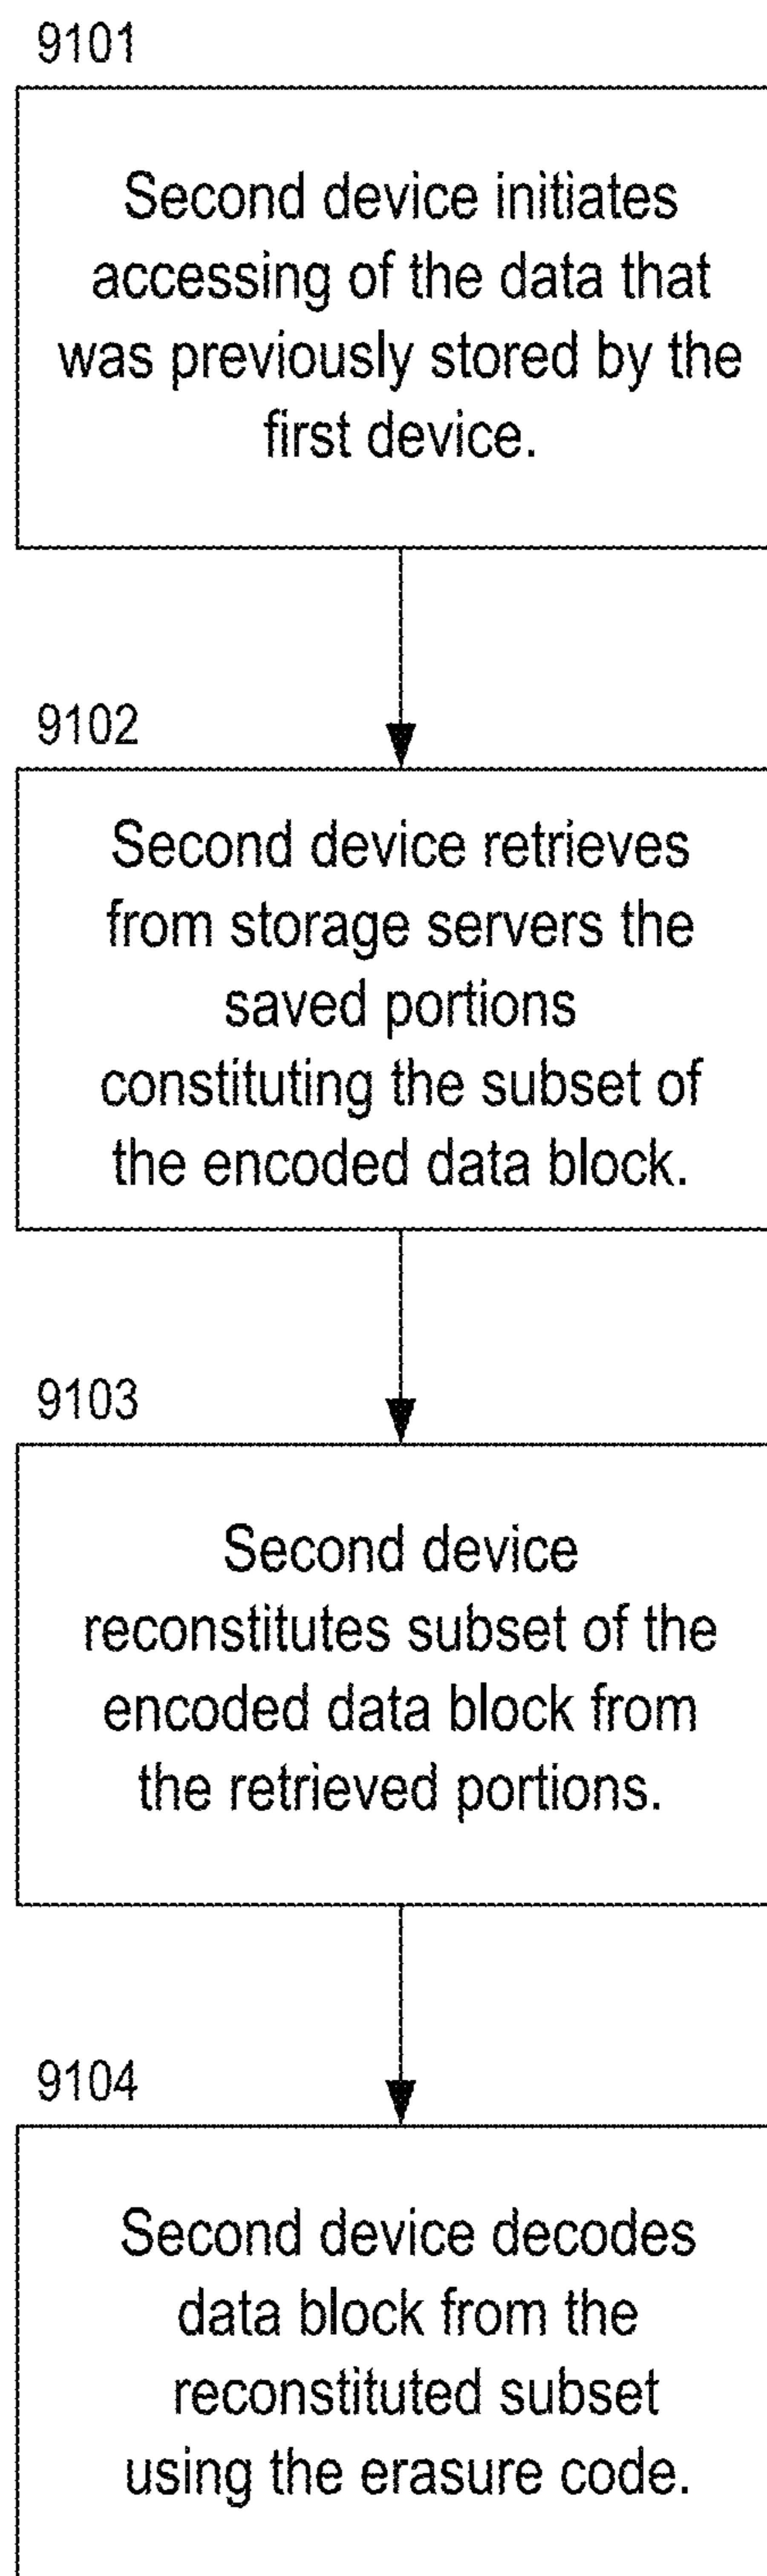 9101
Second device initiates
accessing of the data that
was previously stored by the
first device.
9102
Second device retrieves
from storage servers the
saved portions
constituting the subset of
the encoded data block.
9103
Second device
reconstitutes subset of the
encoded data block from
the retrieved portions.
9104
Second device decodes
data block from the
reconstituted subset
using the erasure code.